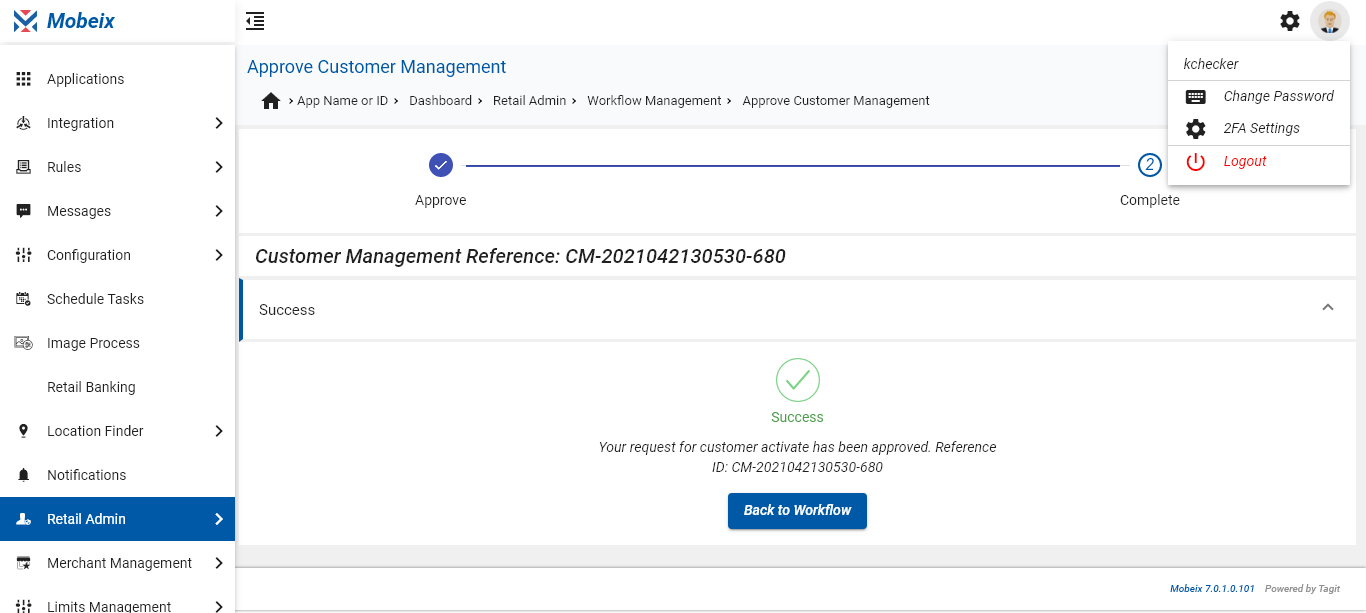 Mobeix
Applications
Integration
Rules
Messages
Configuration
Schedule Tasks
Image Process
Retail Banking
Location Finder
Notifications
Retail Admin
Merchant Management
Limits Management
Approve Customer Management
App Name or ID Dashboard Retail Admin Workflow Management Approve Customer Management
kchecker
Change Password
2FA Settings
Logout
2
Approve Complete
Customer Management Reference: CM-2021042130530-680
Success
Success
Your request for customer activate has been approved. Reference
ID: CM-2021042130530-680
Back to Workflow
Mobeix 7.0.1.0.101 Powered by Tagit